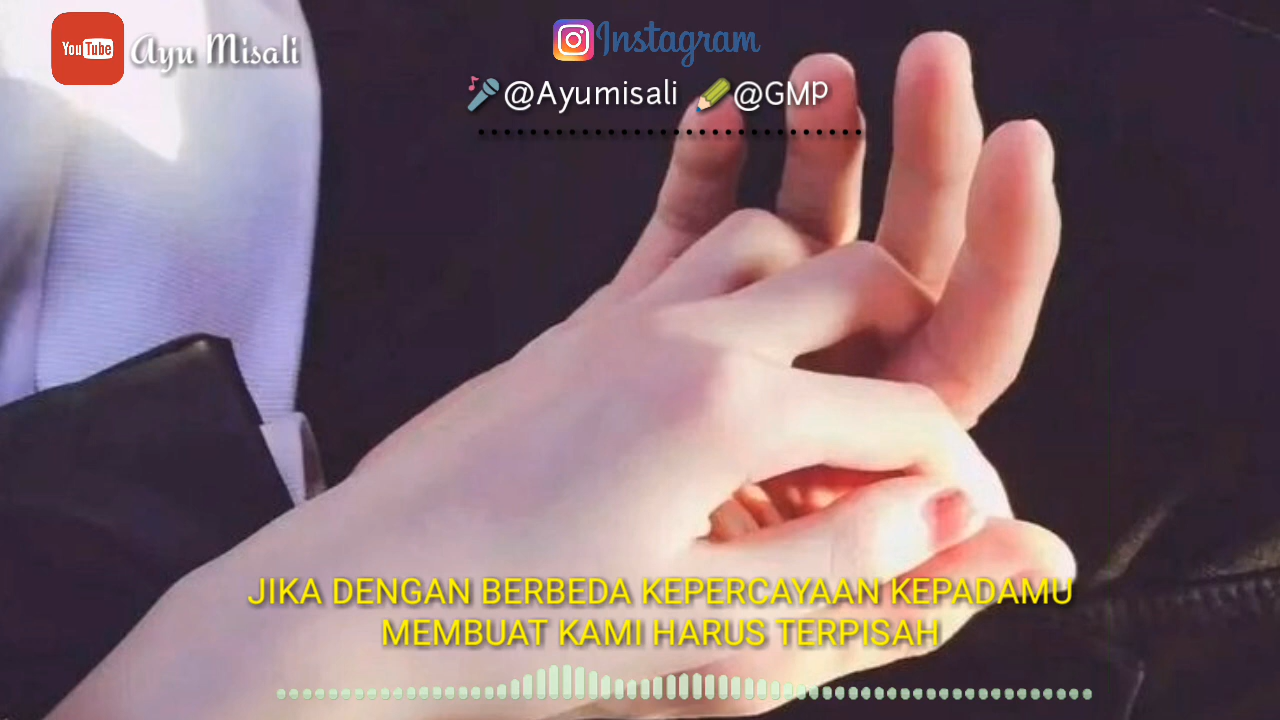 YouTube Ayu Misali
Instagram
@Ayumisali @GMP
JIKA DENGAN BERBEDA KEPERCAYAAN KEPADAMU
MEMBUAT KAMI HARUS TERPISAH